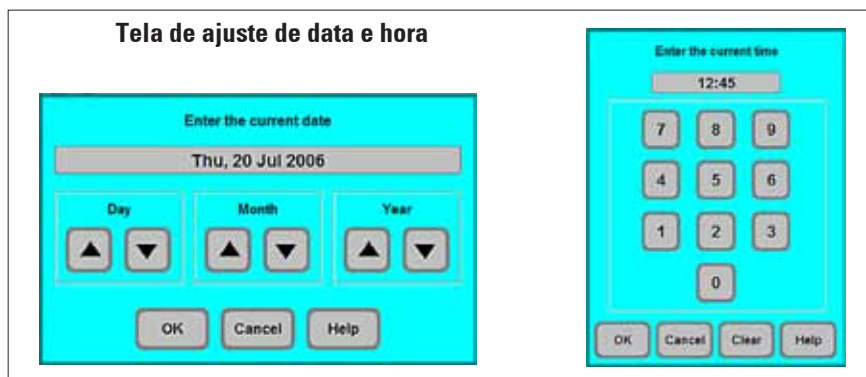 Tela de ajuste de data e hora
Enter the current date
Thu, 20 Jul 2006
Day Month Year
OK Cancel Help
Enter the current time
12:45
7 8 9
4 5 6
1 2 3
0
OK Cancel Clear Help